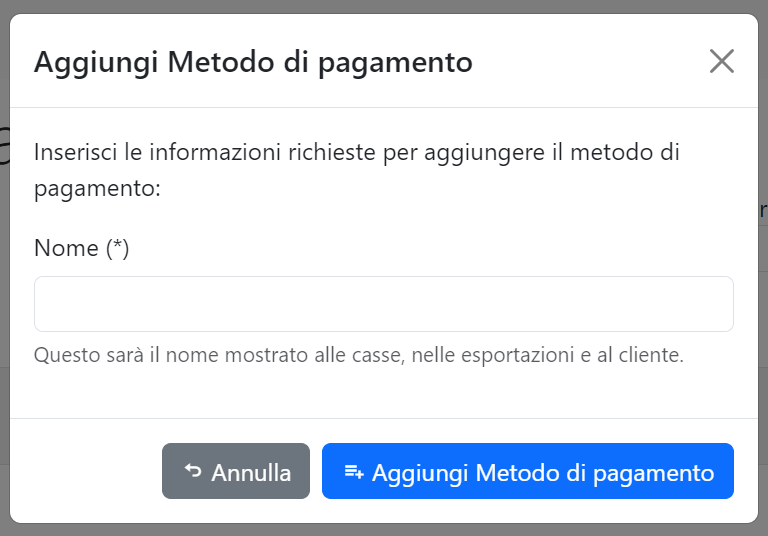 Aggiungi Metodo di pagamento
Inserisci le informazioni richieste per aggiungere il metodo di
pagamento:
Nome (*)
Questo sarà il nome mostrato alle casse, nelle esportazioni e al cliente.
Annulla
Aggiungi Metodo di pagamento